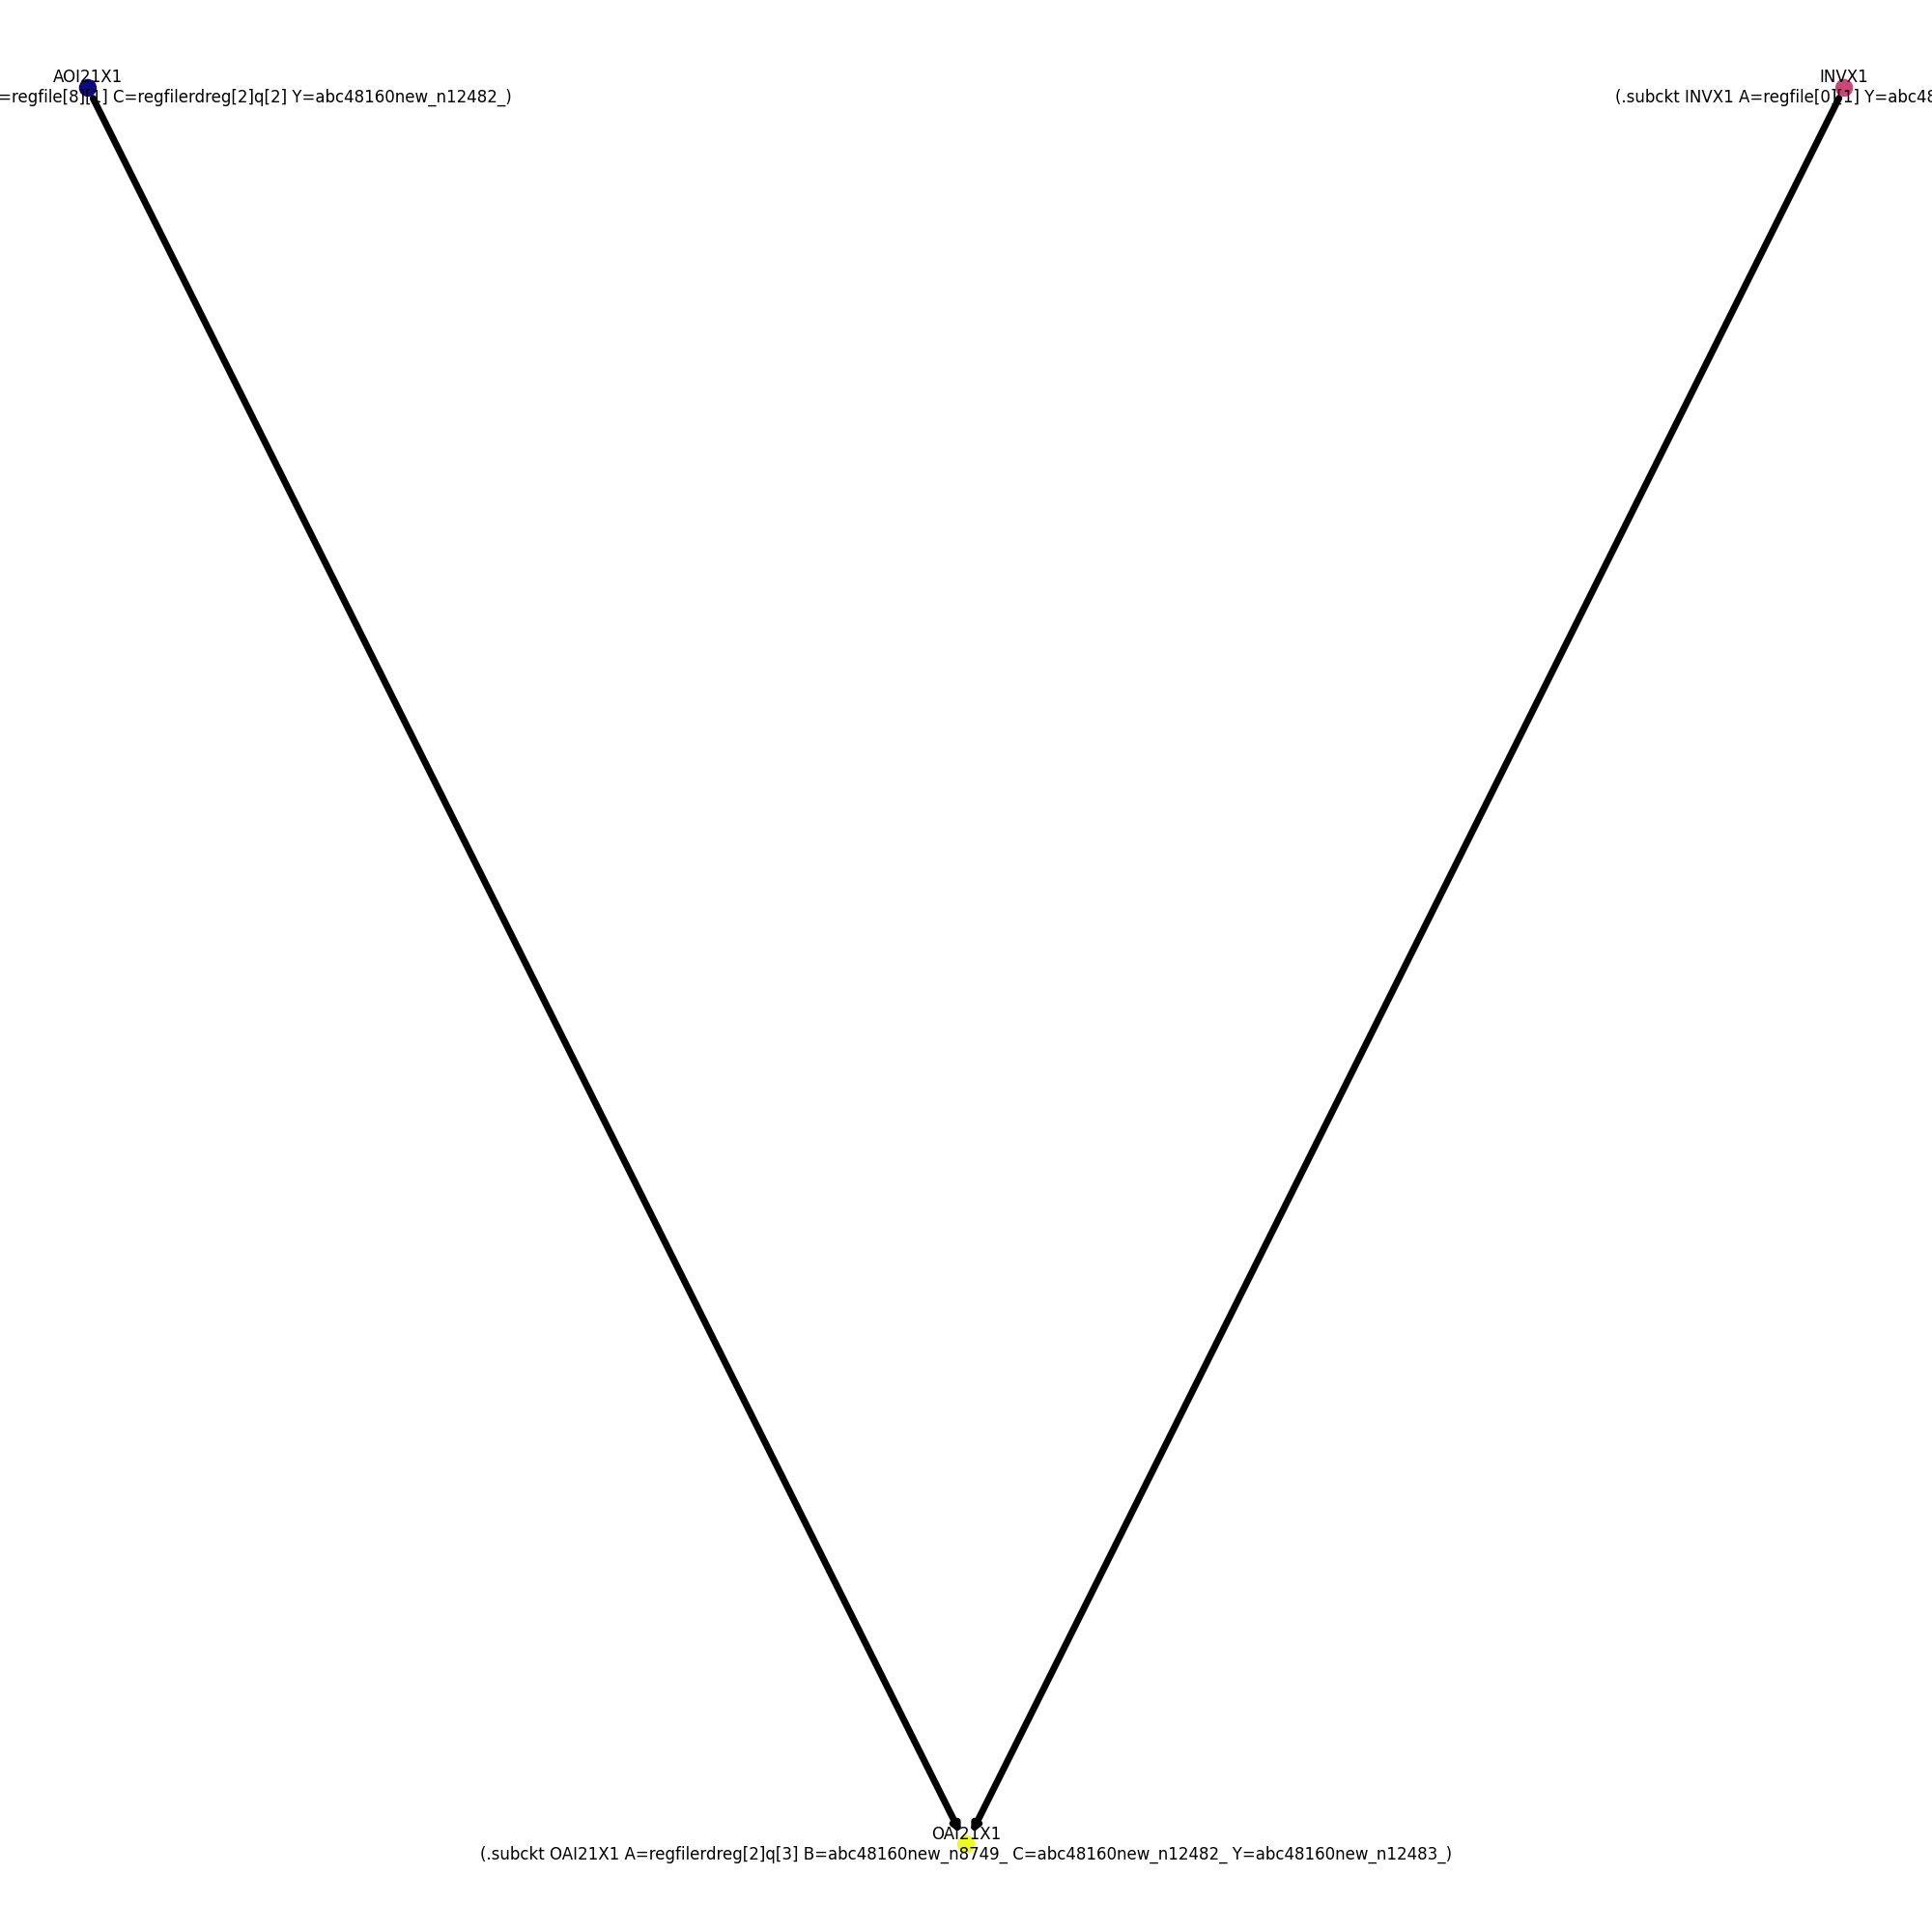 AOI21X1
=regfile[8][1] C=regfilerdreg[2]q[2] Y=abc48160new_n12482_)
INVX1
(.subckt INVX1 A=regfile[0][1] Y=abc48
OAI21X1
(.subckt OAI21X1 A=regfilerdreg[2]q[3] B=abc48160new_n8749_ C=abc48160new_n12482_ Y=abc48160new_n12483_)